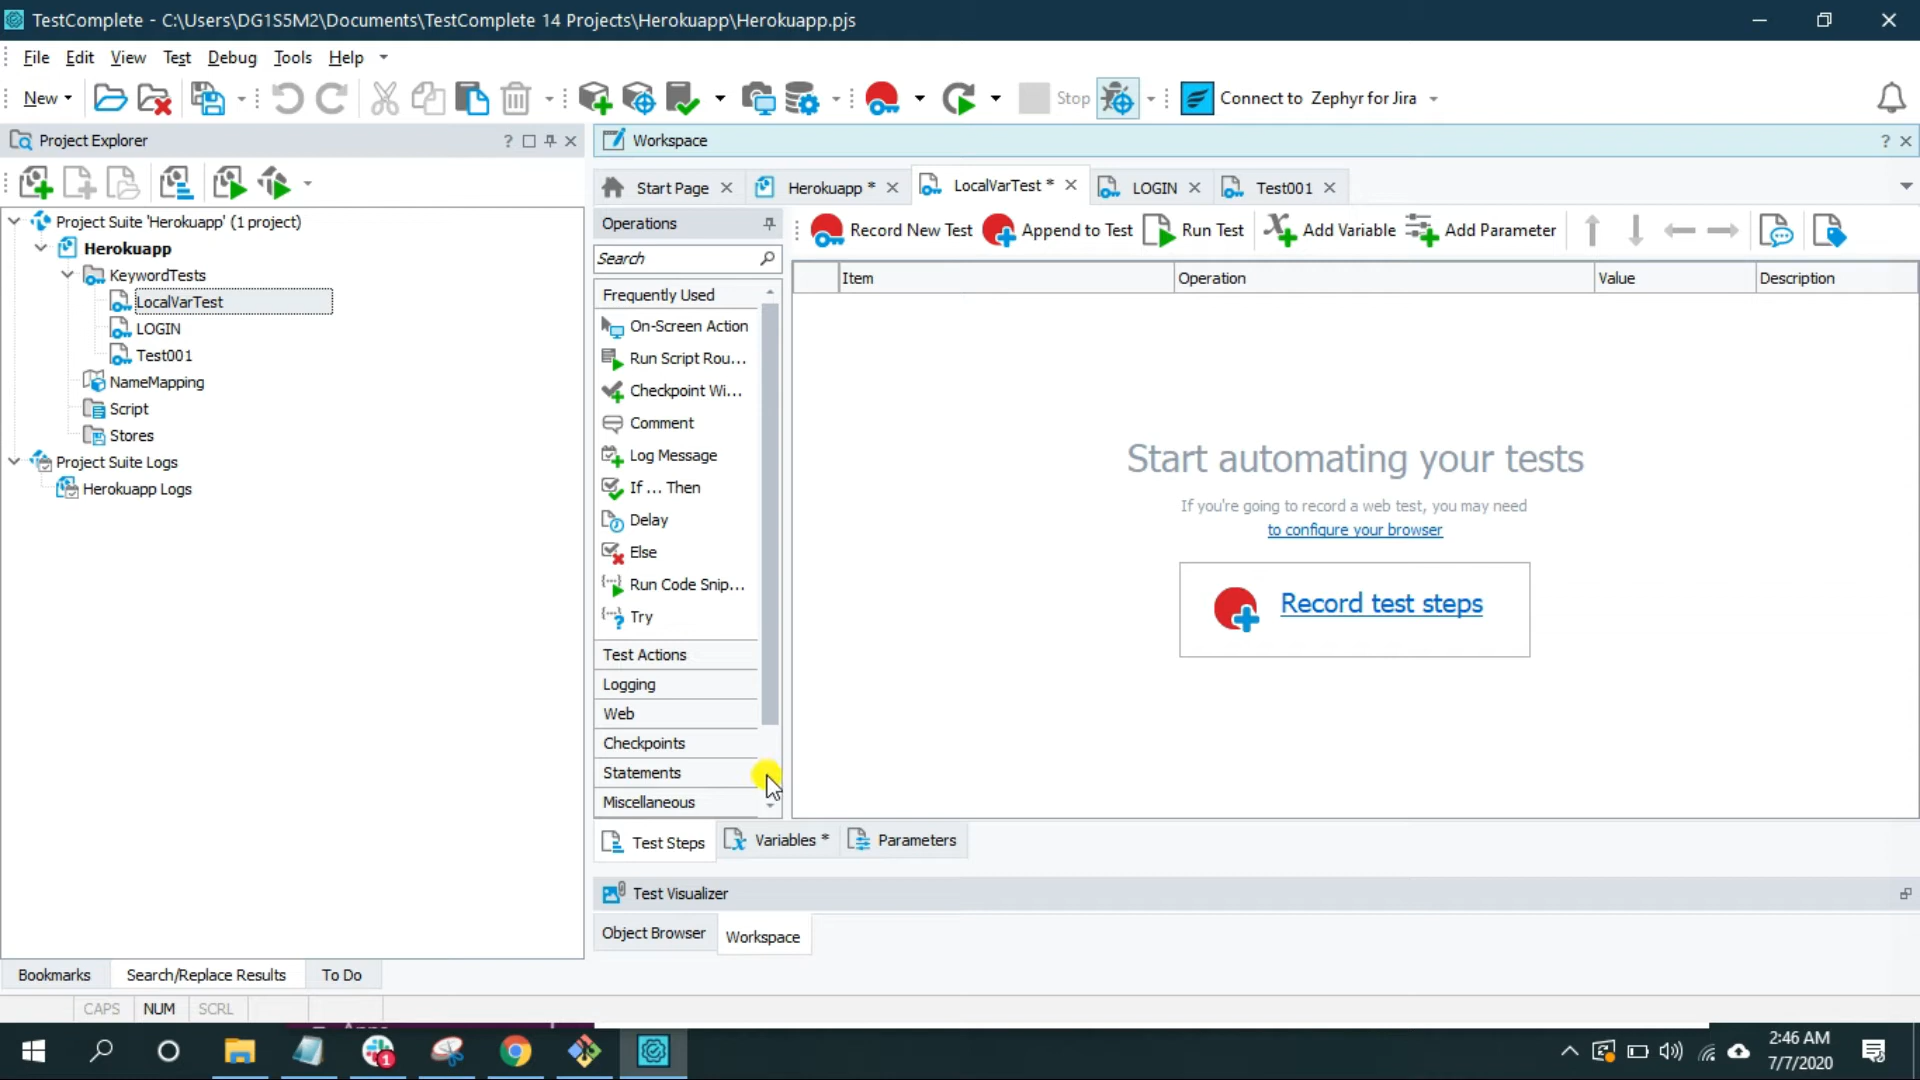 TestComplete - C:\Users\DG1S5M2\Documents\TestComplete 14 Projects\Herokuapp\Herokuapp.pjs
File Edit View Test Debug Tools Help
New Stop Connect to Zephyr for Jira
Project Explorer
Workspace
Start Page Herokuapp * LocalVarTest * LOGIN Test001
Project Suite 'Herokuapp' (1 project)
Herokuapp
KeywordTests
LocalVarTest
LOGIN
Test001
NameMapping
Script
Stores
Project Suite Logs
Herokuapp Logs
Operations
Search
Frequently Used
On-Screen Action
Run Script Rou...
Checkpoint Wi...
Comment
Log Message
If ... Then
Delay
Else
Run Code Snip...
Try
Test Actions
Logging
Web
Checkpoints
Statements
Miscellaneous
Record New Test Append to Test Run Test Add Variable Add Parameter
Item Operation Value Description
Start automating your tests
If you're going to record a web test, you may need
to configure your browser
Record test steps
Test Steps Variables * Parameters
Test Visualizer
Object Browser Workspace
Bookmarks Search/Replace Results To Do
CAPS NUM SCRL
1
2:46 AM
7/7/2020